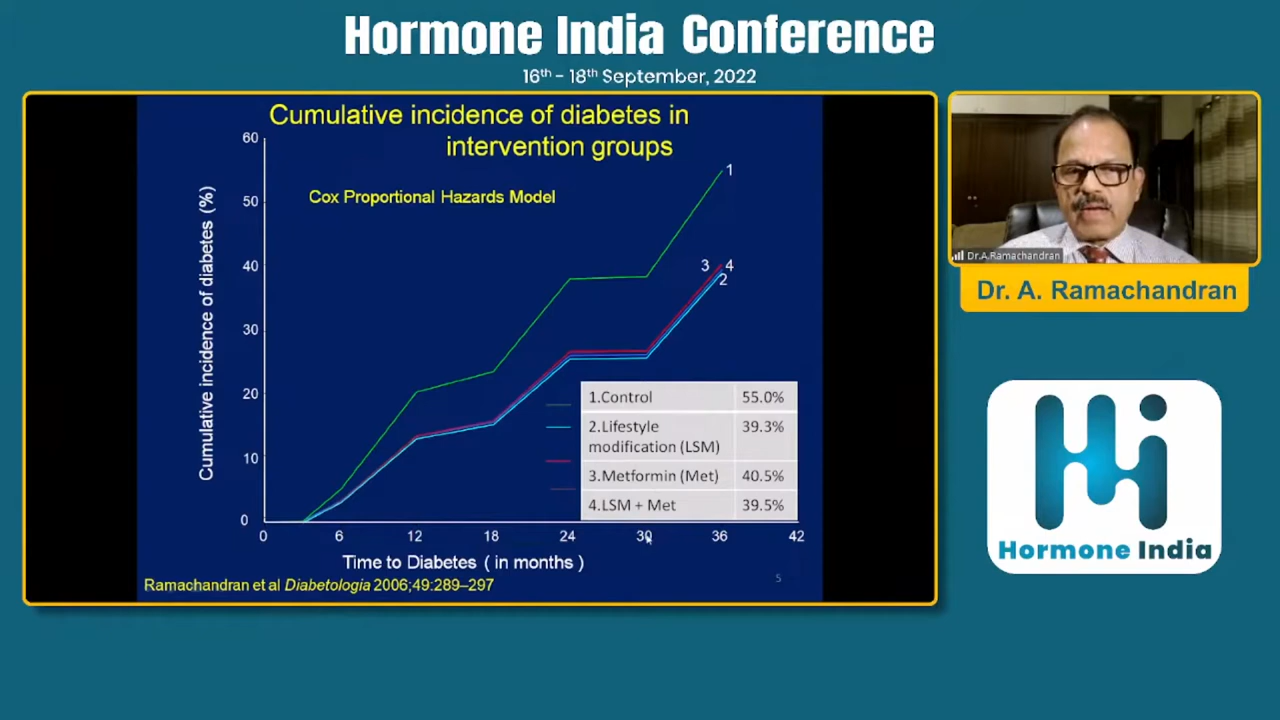 Hormone India Conference
16th - 18th September, 2022
Cumulative incidence of diabetes in
intervention groups
Cox Proportional Hazards Model
Cumulative incidence of diabetes (%)
60
50
40
30
20
10
0
0 6 12 18 24 30 36 42
1
3 4
2
1.Control 55.0%
2.Lifestyle 39.3%
modification (LSM)
3.Metformin (Met) 40.5%
4.LSM + Met 39.5%
Time to Diabetes ( in months )
Ramachandran et al Diabetologia 2006;49:289–297
5
Dr.A.Ramachandran
Dr. A. Ramachandran
Hi
Hormone India